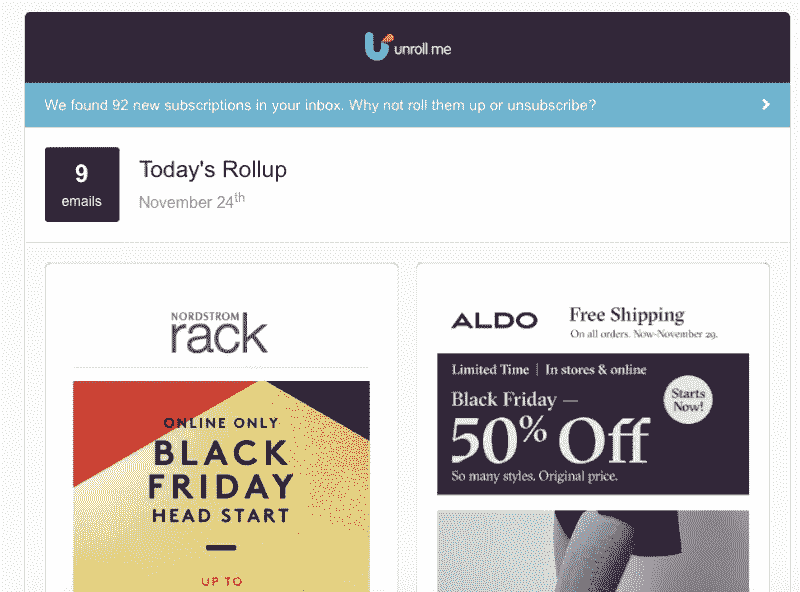 unroll.me
We found 92 new subscriptions in your inbox. Why not roll them up or unsubscribe?
9
emails
Today's Rollup
November 24th
NORDSTROM
rack
ONLINE ONLY
BLACK
FRIDAY
HEAD START
UP TO
ALDO
Free Shipping
On all orders. Now-November 29.
Limited Time | In stores & online
Black Friday —
50% Off
So many styles. Original price.
Starts
Now!